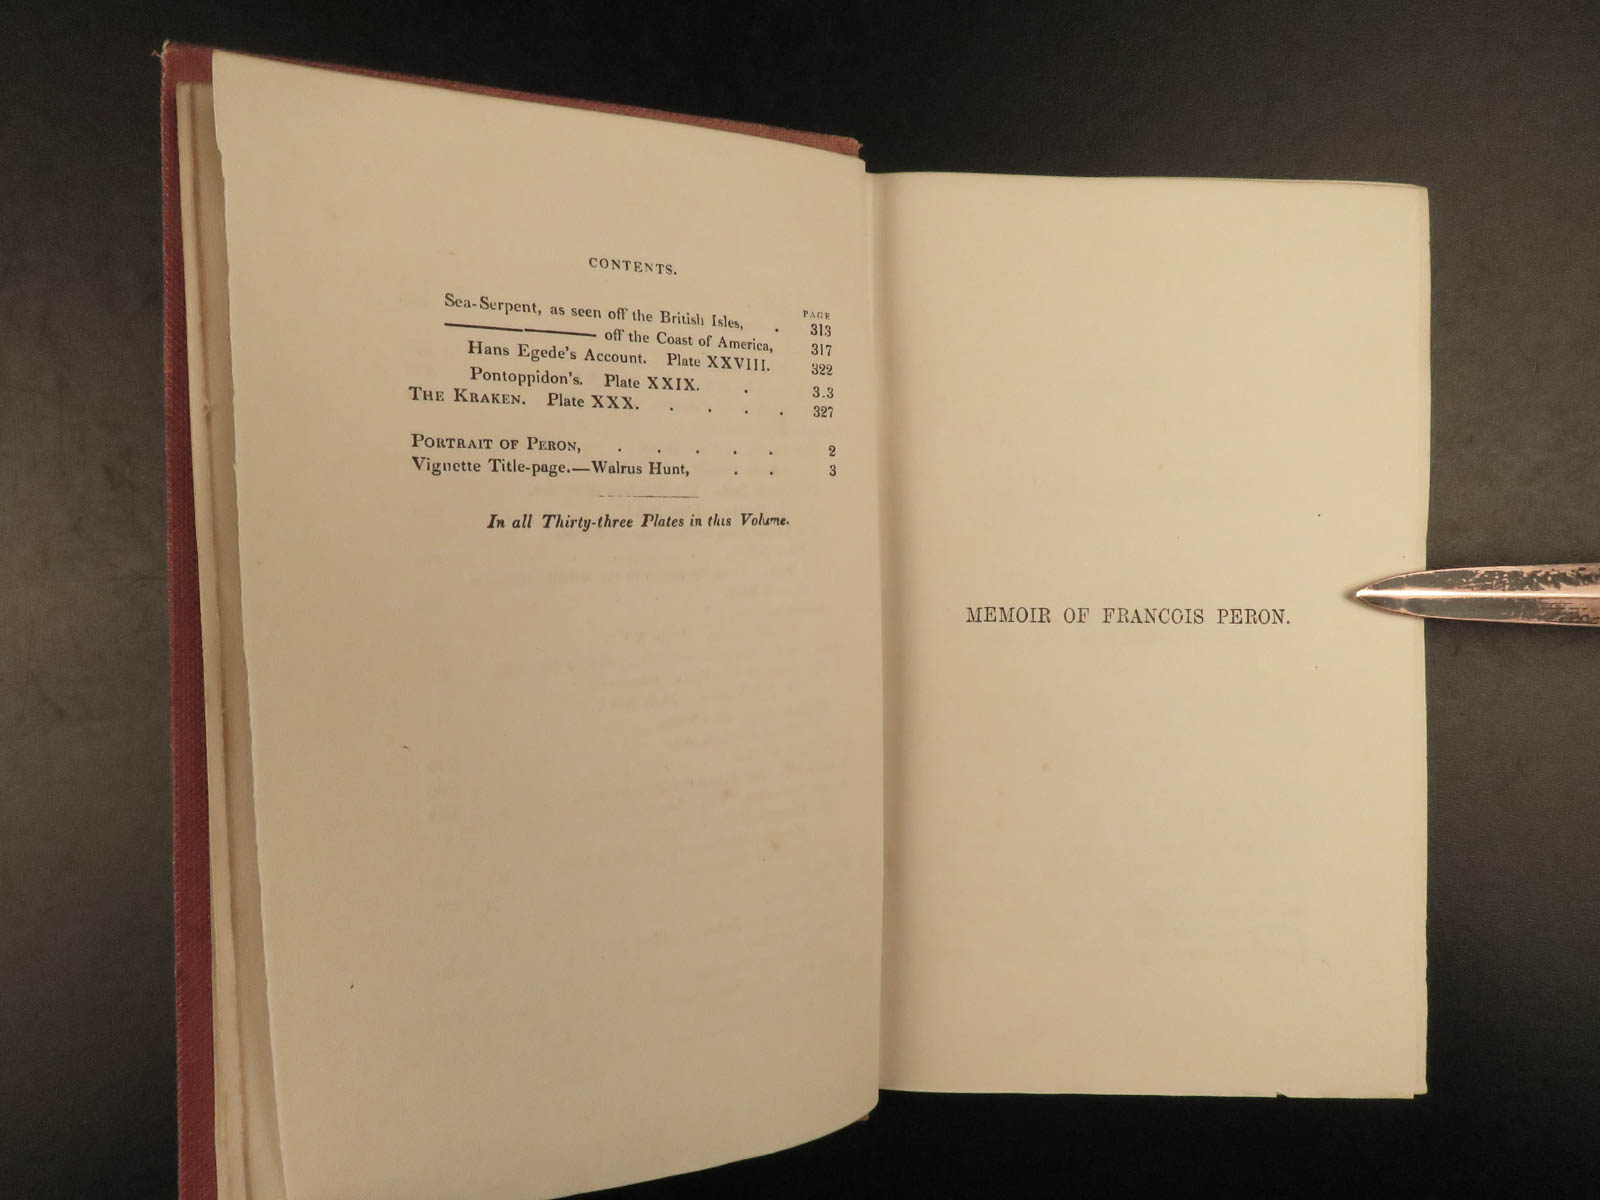 CONTENTS.
PAGE
Sea-Serpent, as seen off the British Isles, . 313
—————— off the Coast of America, 317
Hans Egede's Account. Plate XXVIII. 322
Pontoppidon's. Plate XXIX. . 3.3
THE KRAKEN. Plate XXX. . . . . 327
PORTRAIT OF PERON, . . . . . 2
Vignette Title-page.—Walrus Hunt, . . 3
In all Thirty-three Plates in this Volume.
MEMOIR OF FRANCOIS PERON.